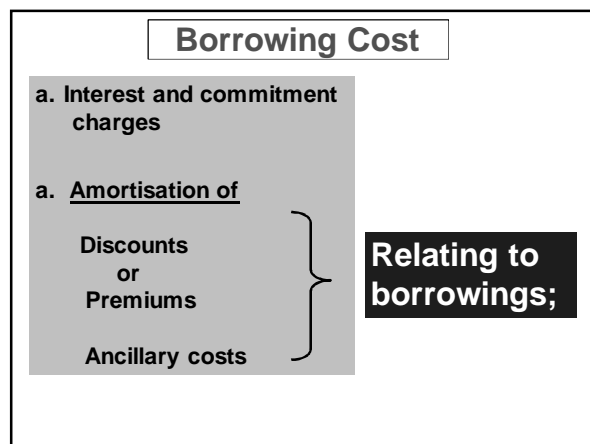 Borrowing Cost
a. Interest and commitment
charges
a. Amortisation of
Discounts
or
Premiums
Ancillary costs
Relating to
borrowings;